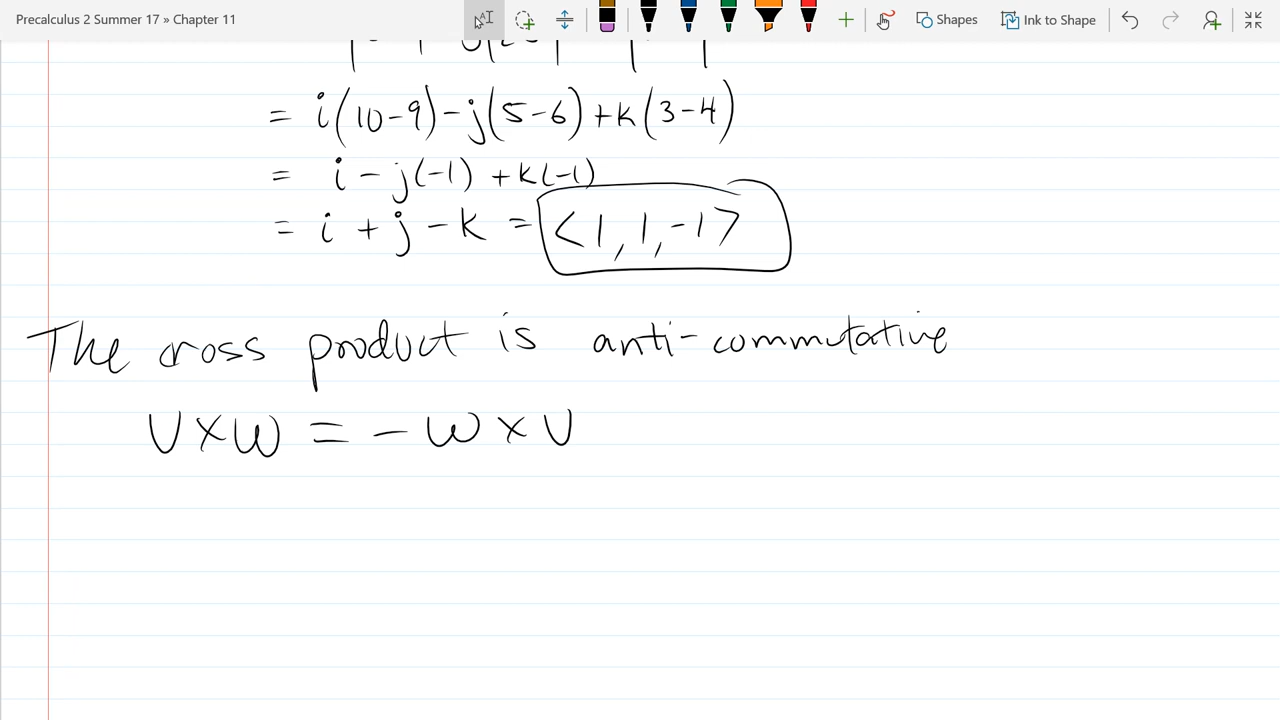 Precalculus 2 Summer 17 » Chapter 11
Shapes
Ink to Shape
= i(10-9)-j(5-6)+k(3-4)
= i-j(-1)+k(-1)
= i+j-k = <1,1,-1>
The cross product is anti-commutative
V×W = -W×V